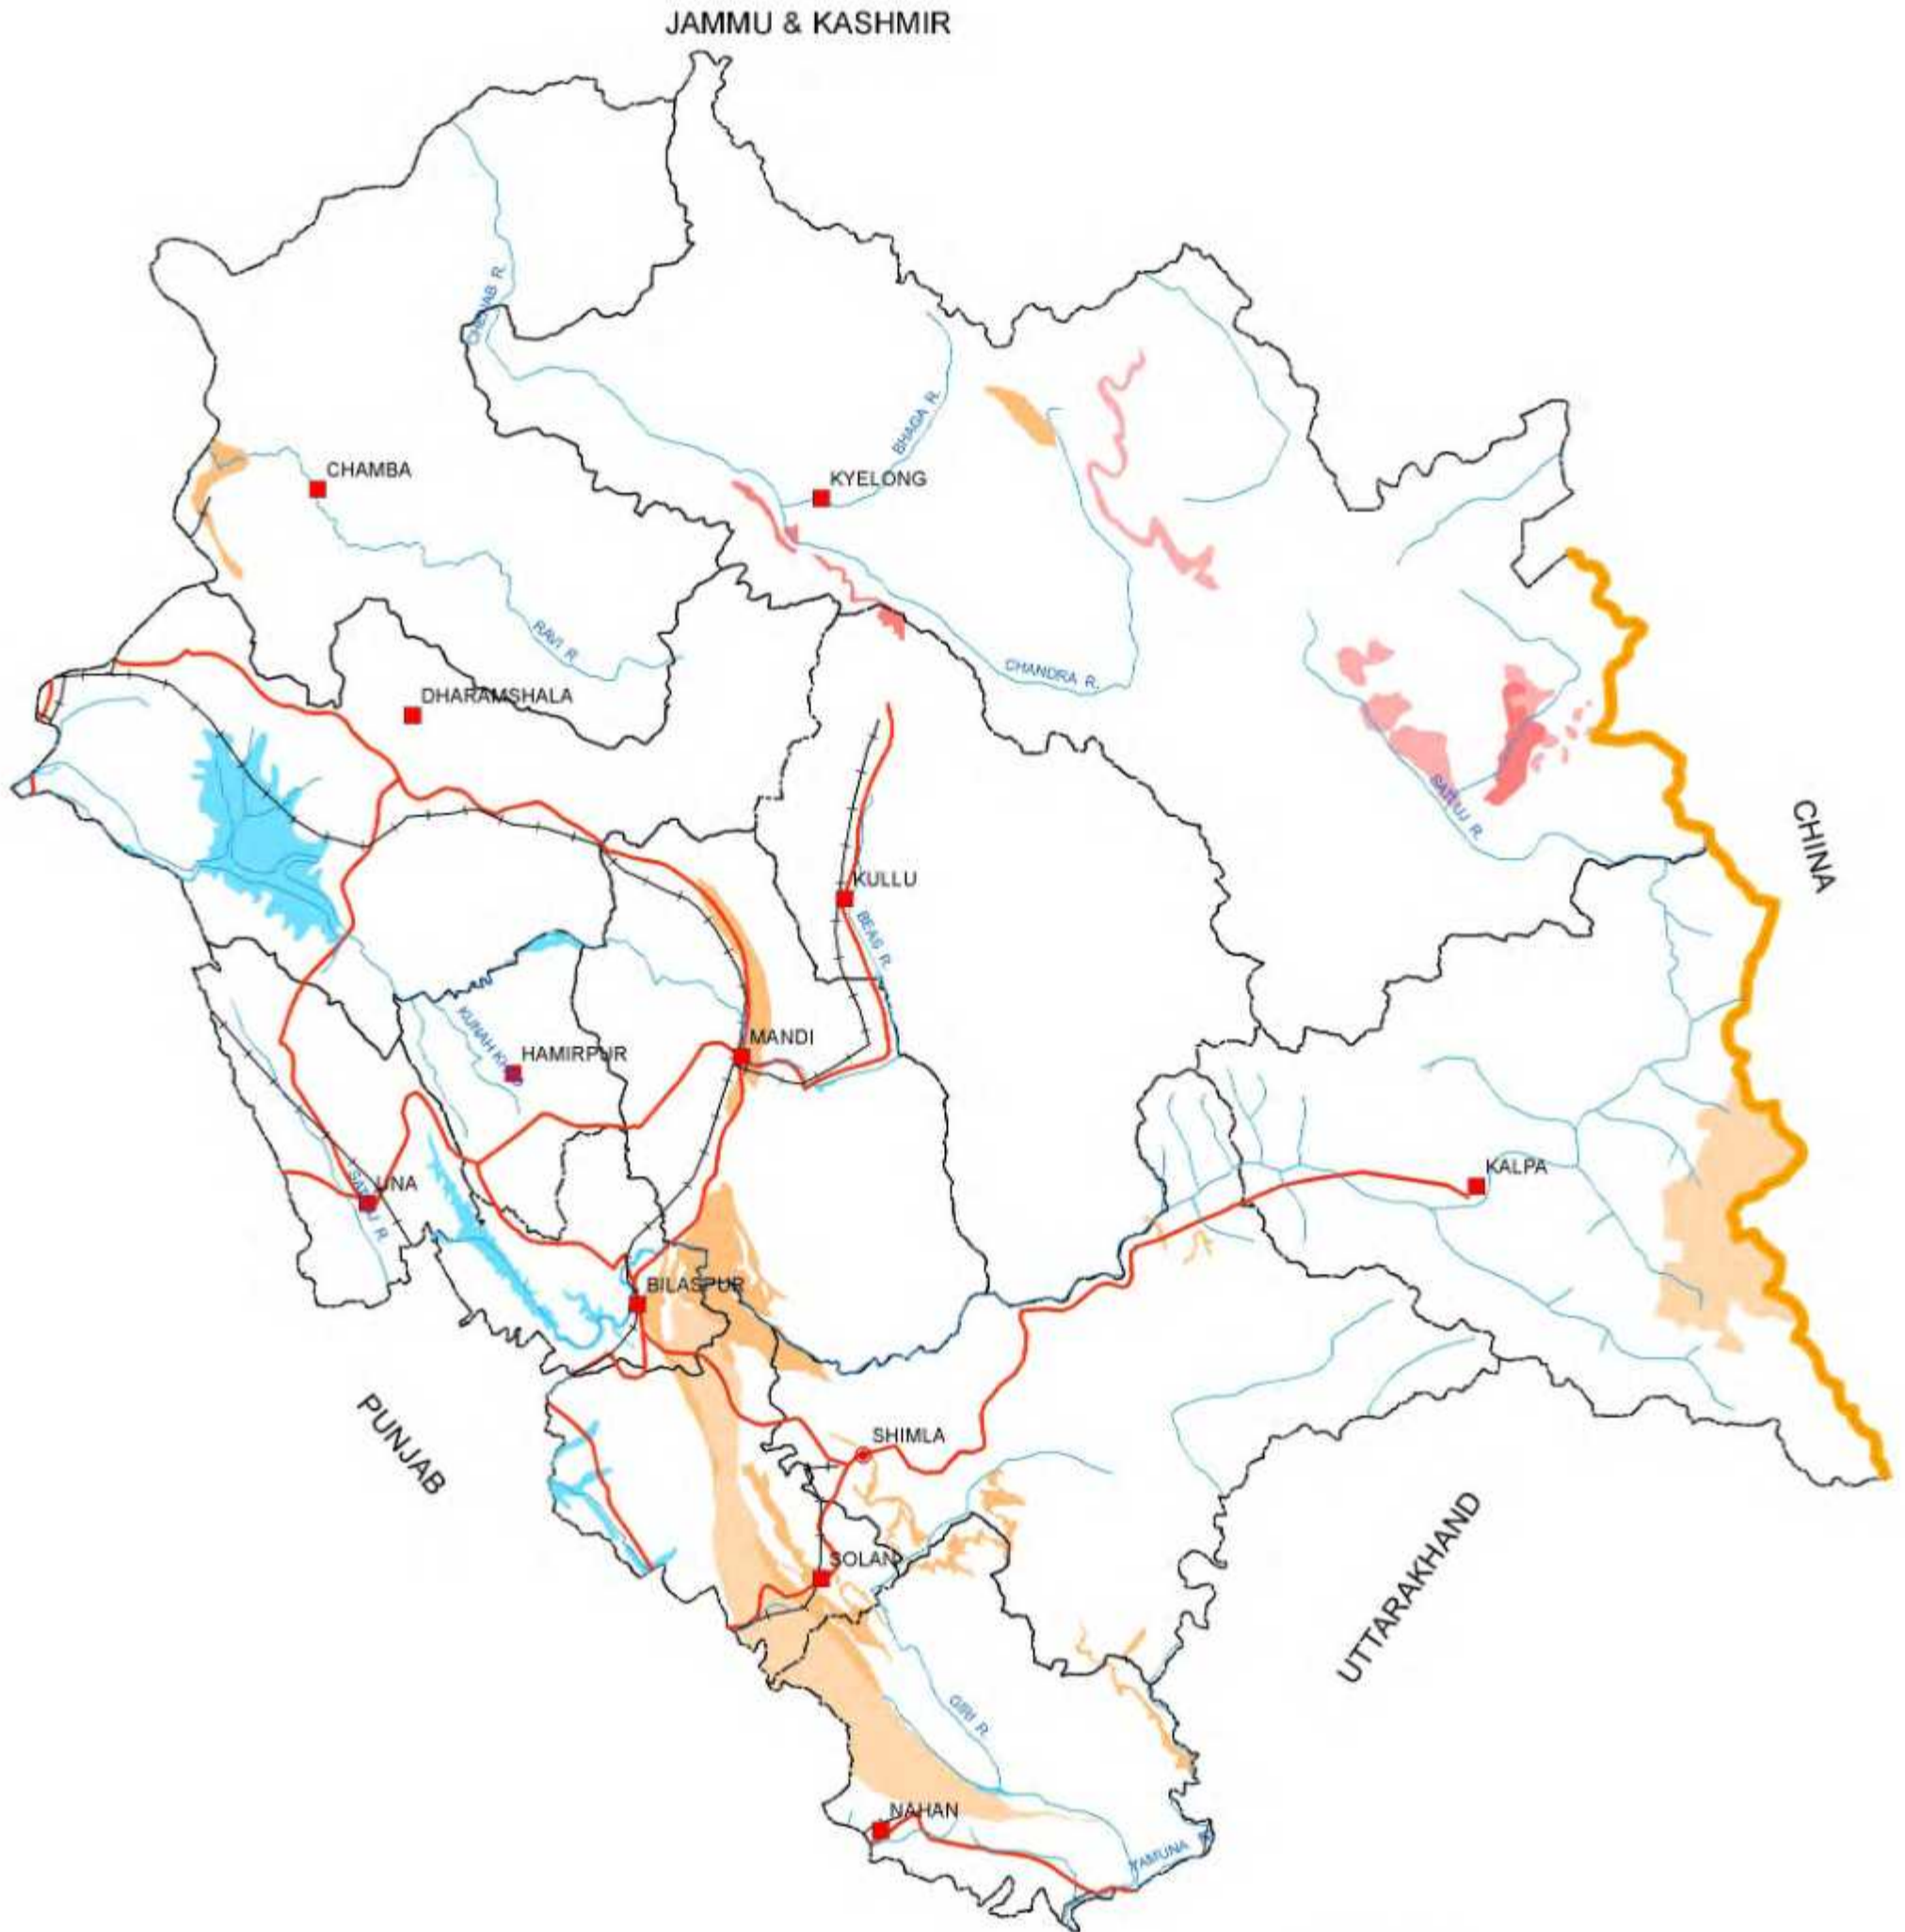 JAMMU & KASHMIR
CHENAB R.
BHAGA R.
CHAMBA
KYELONG
RAVI R
CHANDRA R.
DHARAMSHALA
SATLUJ R.
CHINA
KULLU
BEAS R.
MANDI
KUNAH
HAMIRPUR
KALPA
UNA
R
BILASPUR
PUNJAB
SHIMLA
UTTARAKHAND
SOLAN
GIRI R.
NAHAN
YAMUNA